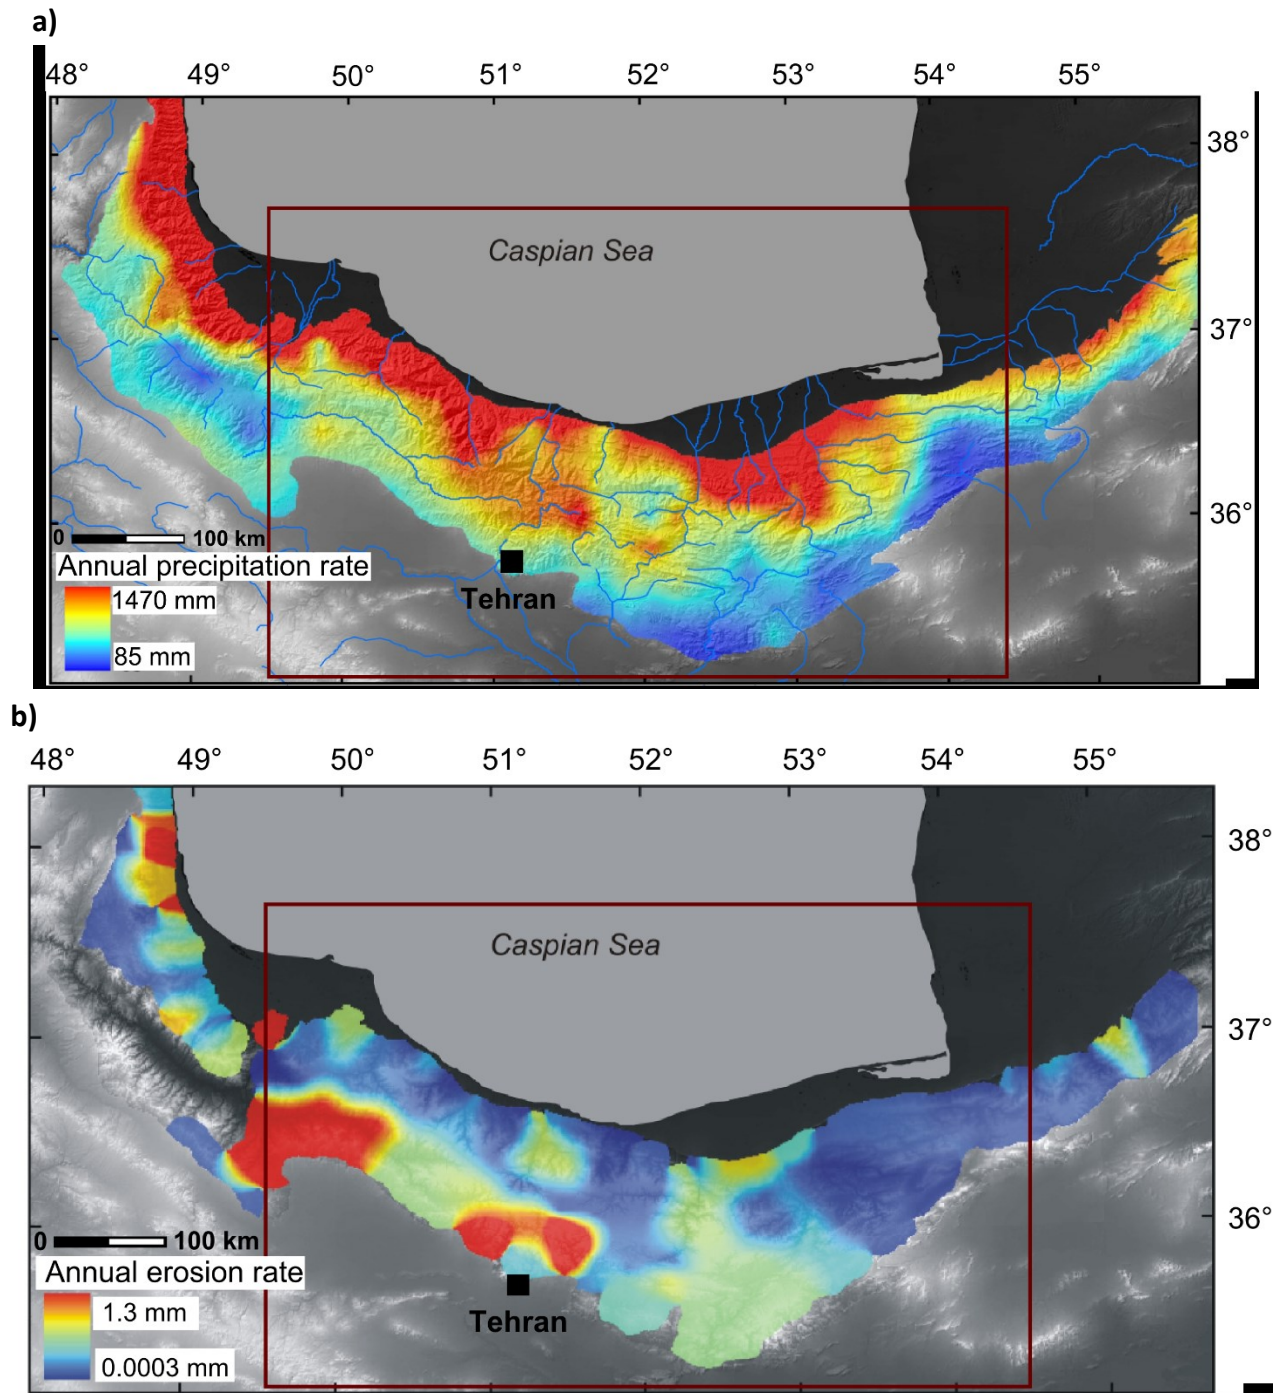 a)
48° 49° 50° 51° 52° 53° 54° 55°
38°
Caspian Sea
37°
36°
0 100 km
Annual precipitation rate
1470 mm
Tehran
85 mm
b)
48° 49° 50° 51° 52° 53° 54° 55°
38°
Caspian Sea
37°
36°
0 100 km
Annual erosion rate
1.3 mm
Tehran
0.0003 mm